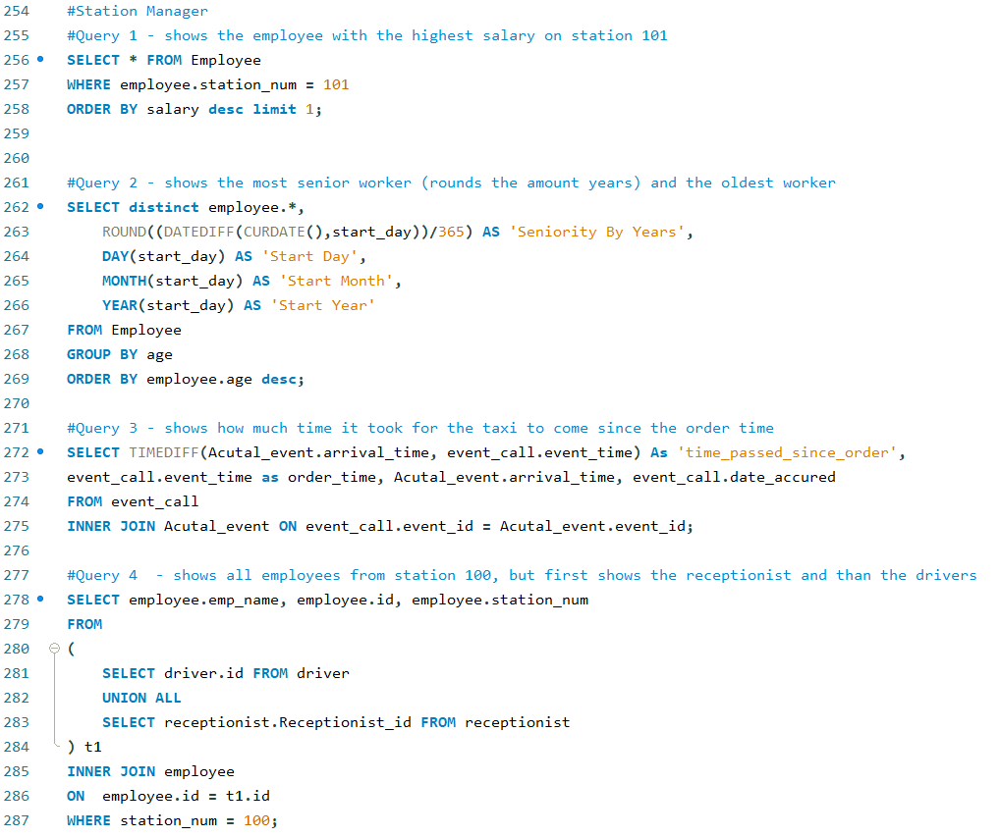 254 #Station Manager
255 #Query 1 - shows the employee with the highest salary on station 101
256 SELECT * FROM Employee
257 WHERE employee.station_num = 101
258 ORDER BY salary desc limit 1;
259
260
261 #Query 2 - shows the most senior worker (rounds the amount years) and the oldest worker
262 SELECT distinct employee.*,
263 ROUND((DATEDIFF(CURDATE(),start_day))/365) AS 'Seniority By Years',
264 DAY(start_day) AS 'Start Day',
265 MONTH(start_day) AS 'Start Month',
266 YEAR(start_day) AS 'Start Year'
267 FROM Employee
268 GROUP BY age
269 ORDER BY employee.age desc;
270
271 #Query 3 - shows how much time it took for the taxi to come since the order time
272 SELECT TIMEDIFF(Acutal_event.arrival_time, event_call.event_time) As 'time_passed_since_order',
273 event_call.event_time as order_time, Acutal_event.arrival_time, event_call.date_accured
274 FROM event_call
275 INNER JOIN Acutal_event ON event_call.event_id = Acutal_event.event_id;
276
277 #Query 4  - shows all employees from station 100, but first shows the receptionist and than the drivers
278 SELECT employee.emp_name, employee.id, employee.station_num
279 FROM
280 (
281 SELECT driver.id FROM driver
282 UNION ALL
283 SELECT receptionist.Receptionist_id FROM receptionist
284 ) t1
285 INNER JOIN employee
286 ON  employee.id = t1.id
287 WHERE station_num = 100;